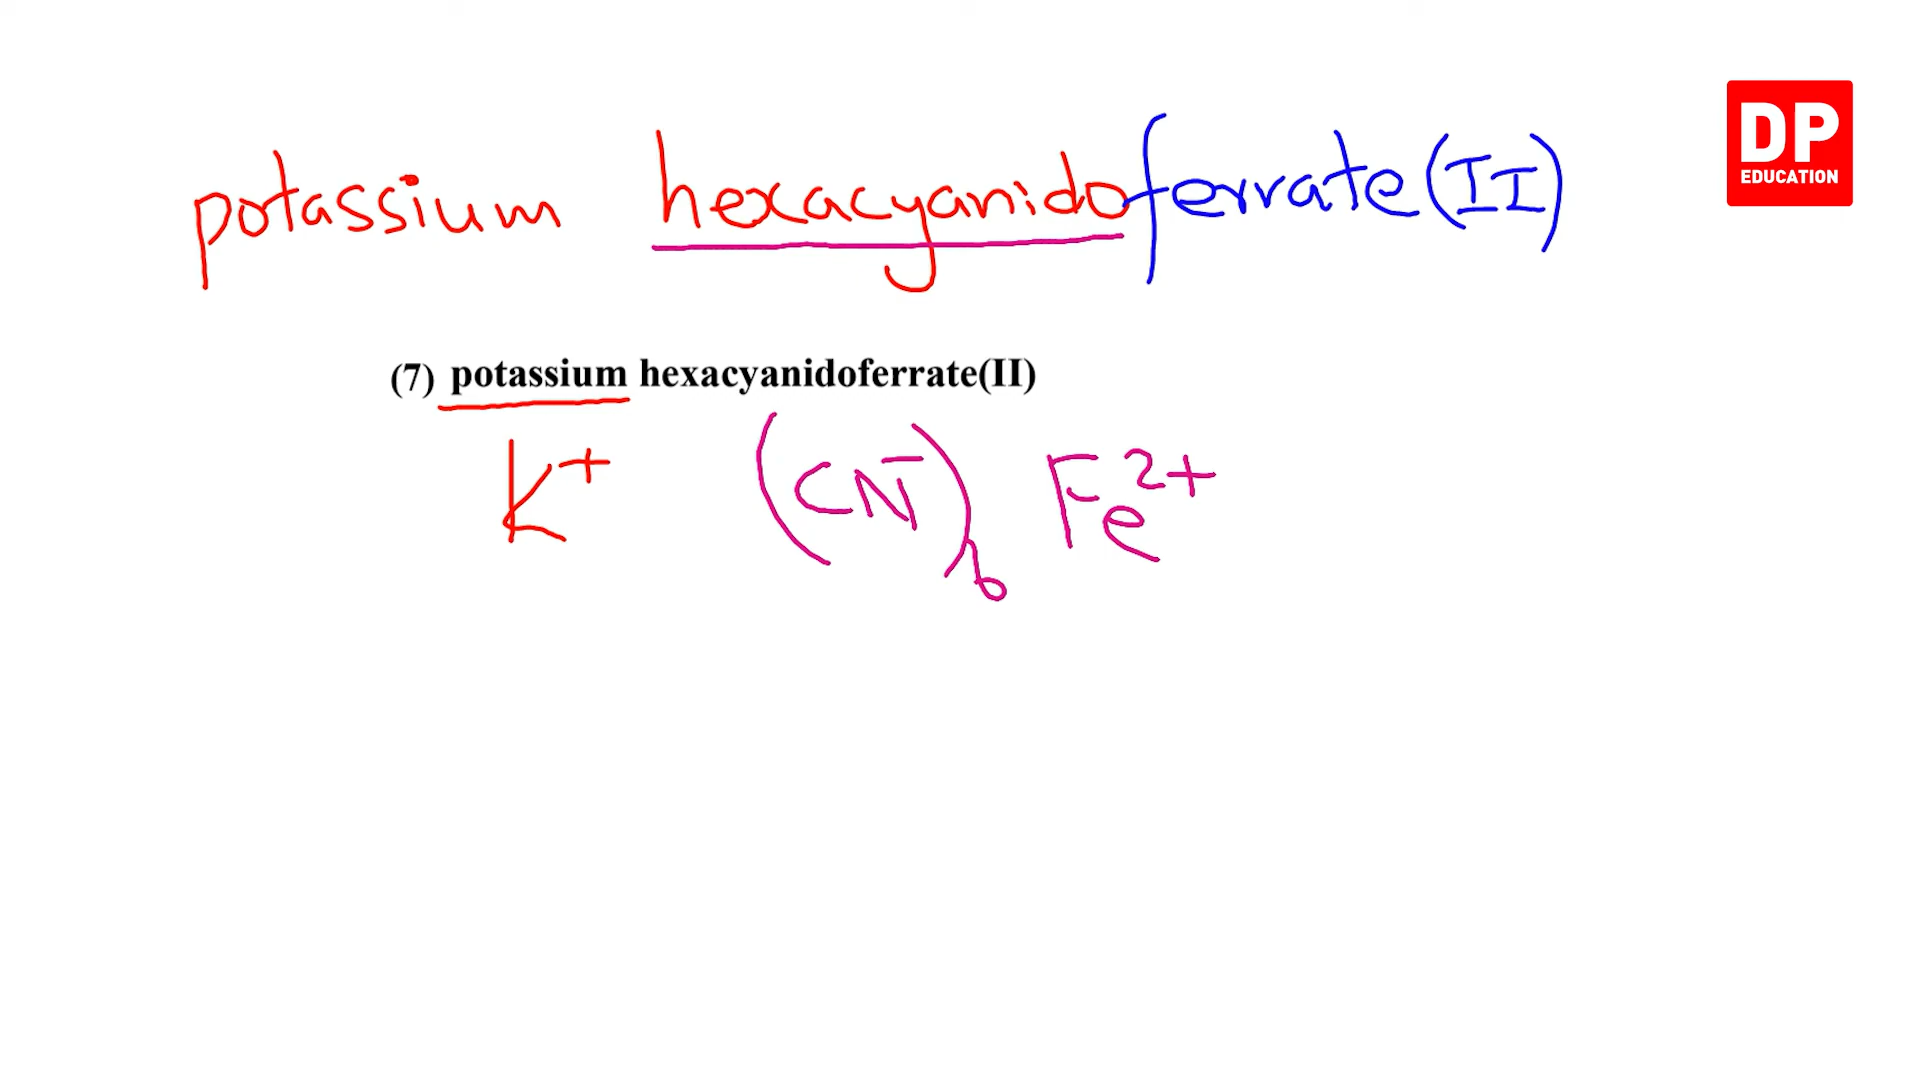 potassium hexacyanidoferrate(II)
DP
EDUCATION
(7) potassium hexacyanidoferrate(II)
K⁺ (CN⁻)₆ Fe²⁺